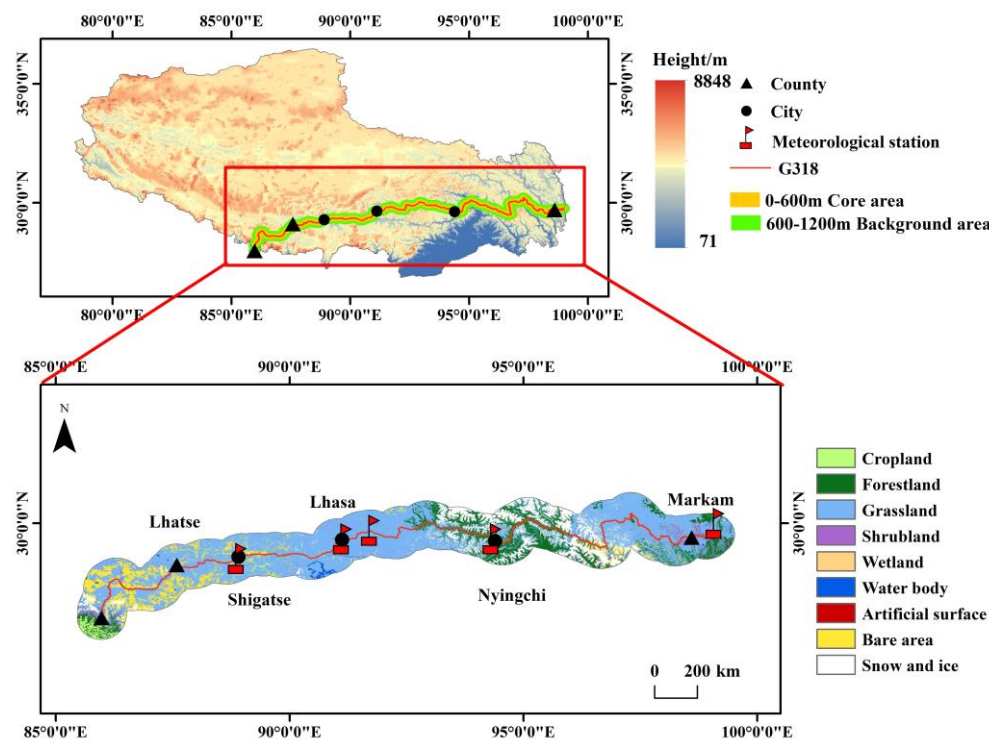 80°0'0"E 85°0'0"E 90°0'0"E 95°0'0"E 100°0'0"E
35°0'0"N
30°0'0"N
35°0'0"N
30°0'0"N
80°0'0"E 85°0'0"E 90°0'0"E 95°0'0"E 100°0'0"E
Height/m
8848
71
County
City
Meteorological station
G318
0-600m Core area
600-1200m Background area
85°0'0"E 90°0'0"E 95°0'0"E 100°0'0"E
N
30°0'0"N
30°0'0"N
Lhatse
Shigatse
Lhasa
Nyingchi
Markam
0 200 km
85°0'0"E 90°0'0"E 95°0'0"E 100°0'0"E
Cropland
Forestland
Grassland
Shrubland
Wetland
Water body
Artificial surface
Bare area
Snow and ice